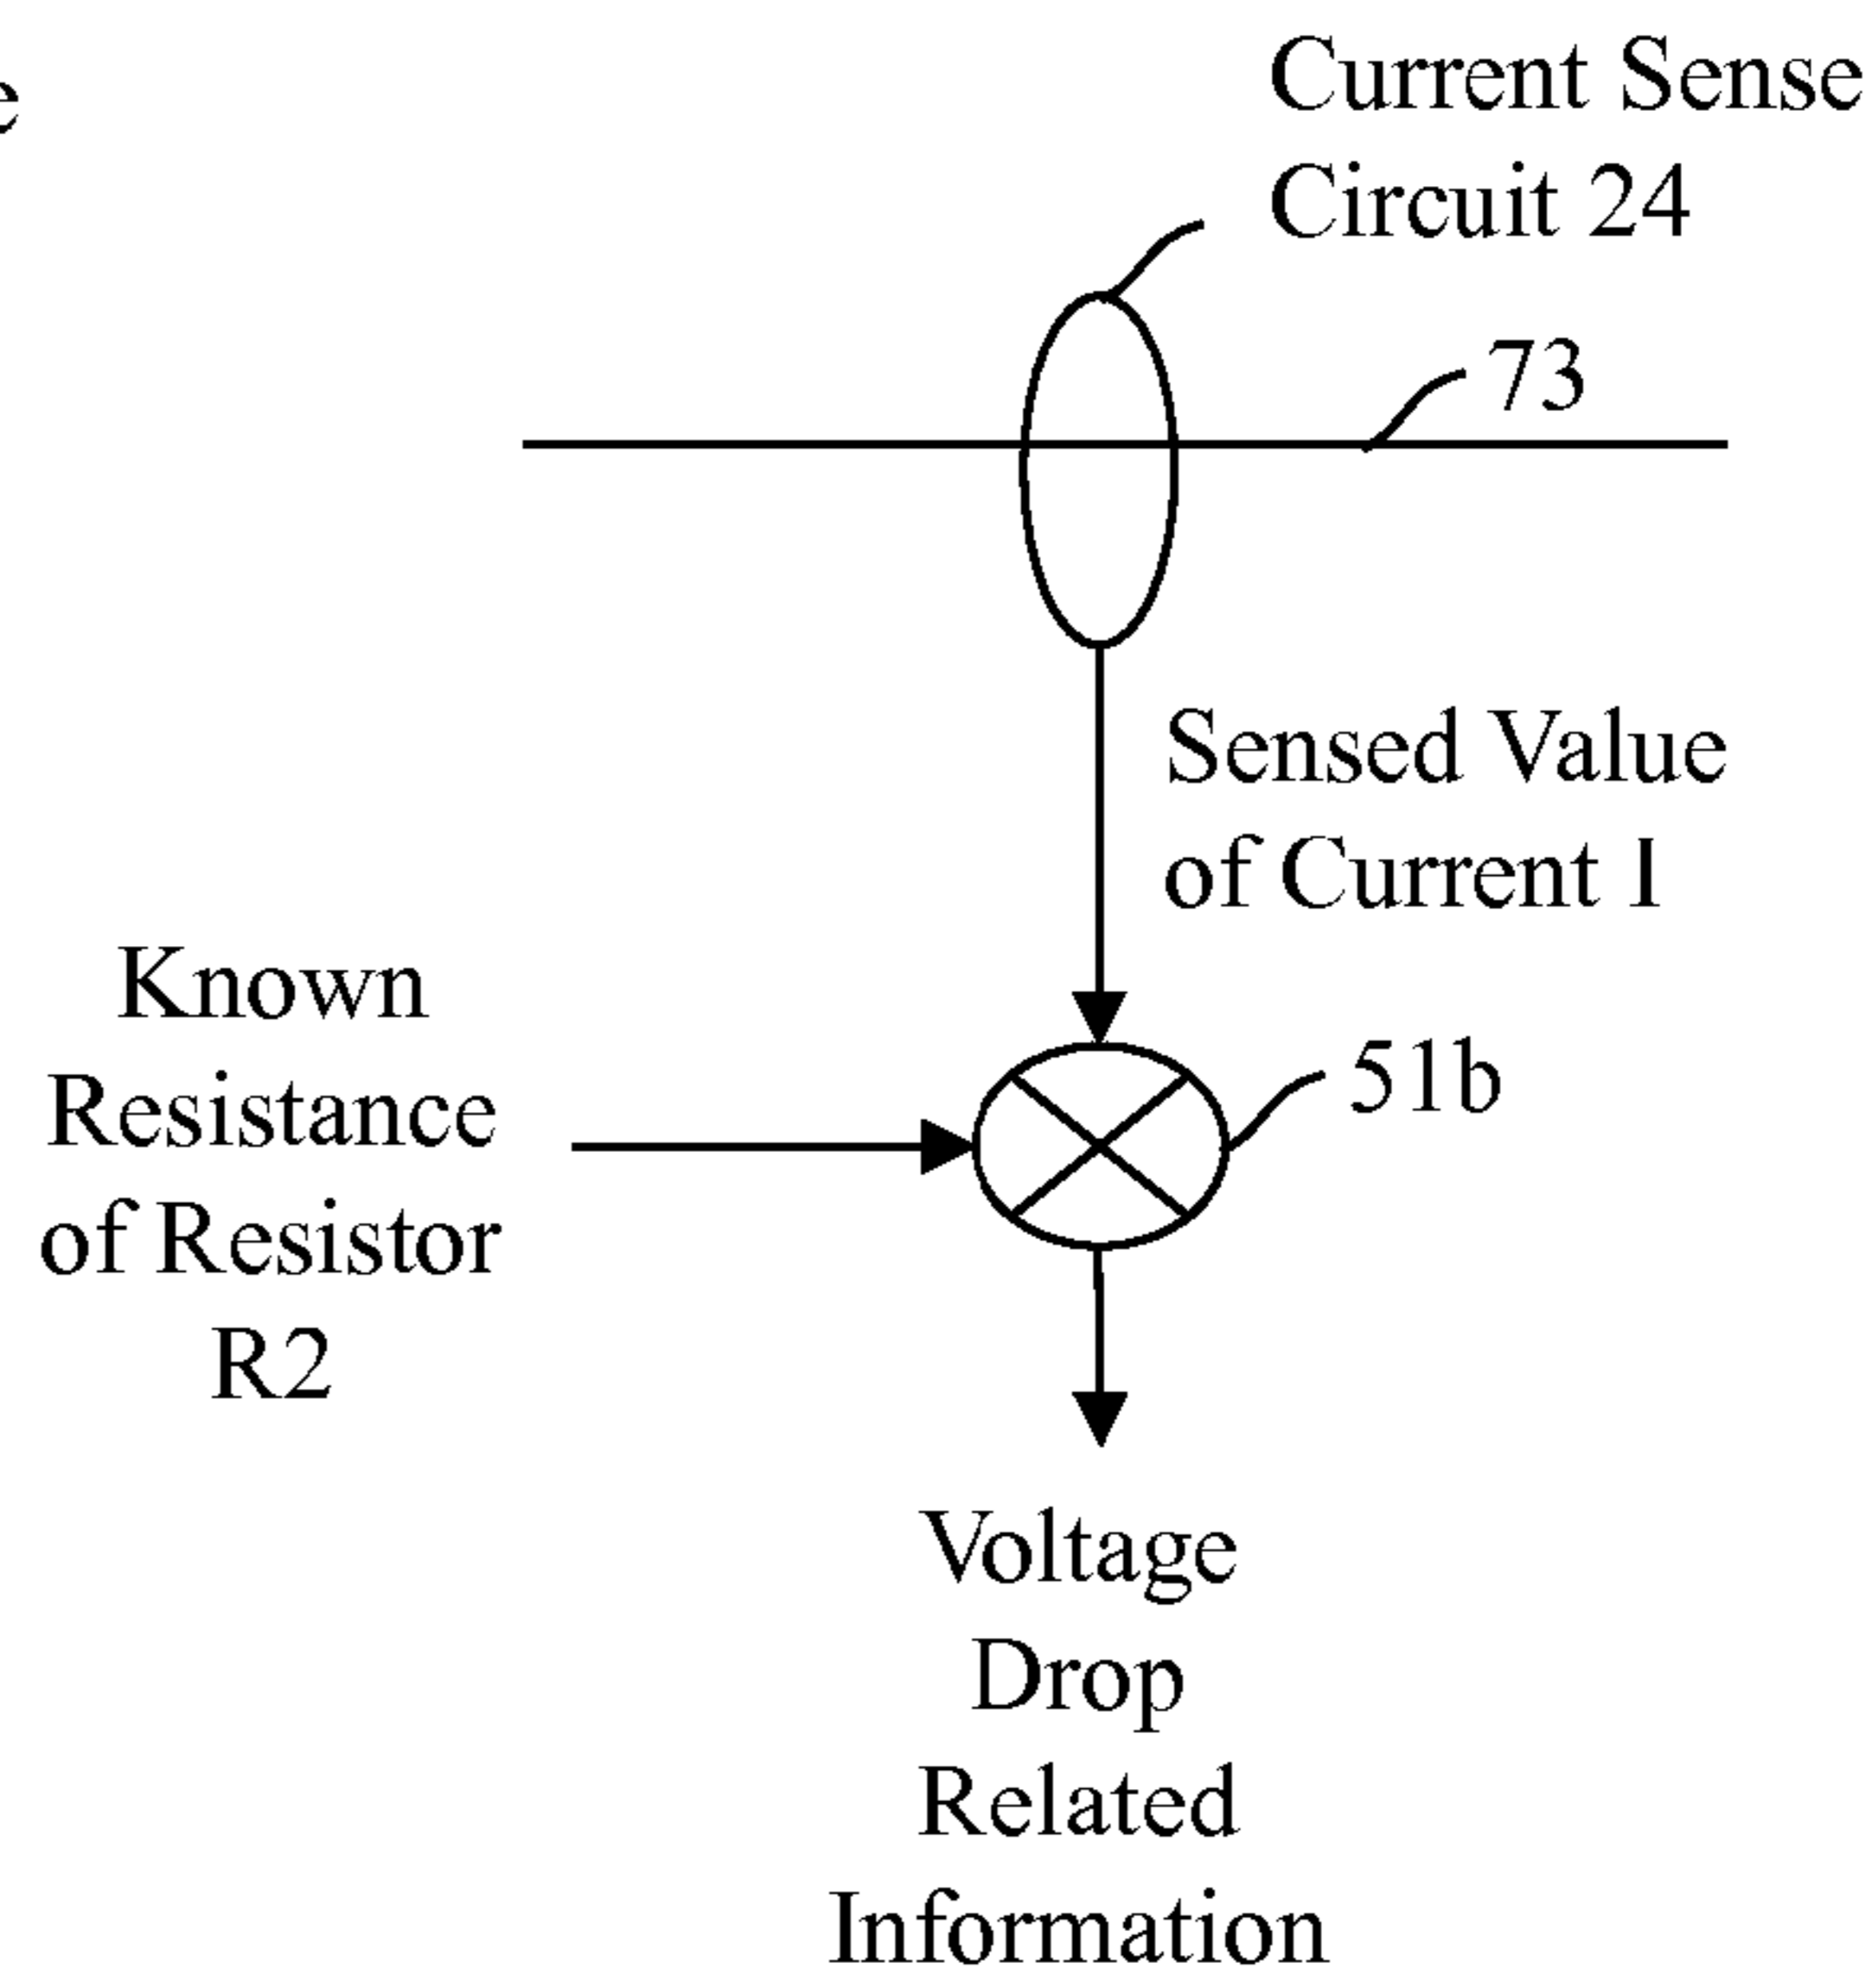 Current Sense
Circuit 24
73
Sensed Value
of Current I
Known
Resistance
of Resistor
R2
51b
Voltage
Drop
Related
Information